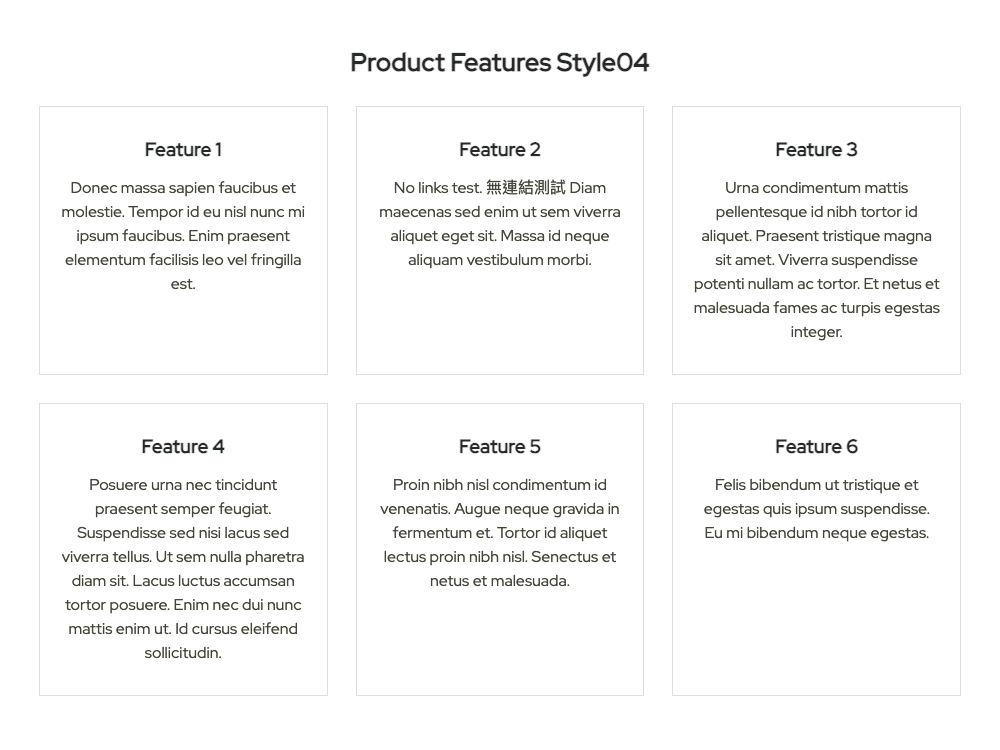 Product Features Style04
Feature 1
Donec massa sapien faucibus et
molestie. Tempor id eu nisl nunc mi
ipsum faucibus. Enim praesent
elementum facilisis leo vel fringilla
est.
Feature 2
No links test. 無連結測試 Diam
maecenas sed enim ut sem viverra
aliquet eget sit. Massa id neque
aliquam vestibulum morbi.
Feature 3
Urna condimentum mattis
pellentesque id nibh tortor id
aliquet. Praesent tristique magna
sit amet. Viverra suspendisse
potenti nullam ac tortor. Et netus et
malesuada fames ac turpis egestas
integer.
Feature 4
Posuere urna nec tincidunt
praesent semper feugiat.
Suspendisse sed nisi lacus sed
viverra tellus. Ut sem nulla pharetra
diam sit. Lacus luctus accumsan
tortor posuere. Enim nec dui nunc
mattis enim ut. Id cursus eleifend
sollicitudin.
Feature 5
Proin nibh nisl condimentum id
venenatis. Augue neque gravida in
fermentum et. Tortor id aliquet
lectus proin nibh nisl. Senectus et
netus et malesuada.
Feature 6
Felis bibendum ut tristique et
egestas quis ipsum suspendisse.
Eu mi bibendum neque egestas.